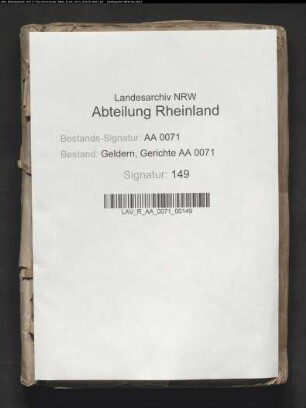 Landesarchiv NRW
Abteilung Rheinland
Bestands-Signatur: AA 0071
Bestand: Geldern, Gerichte AA 0071
Signatur: 149
LAV_R_AA_0071_00149